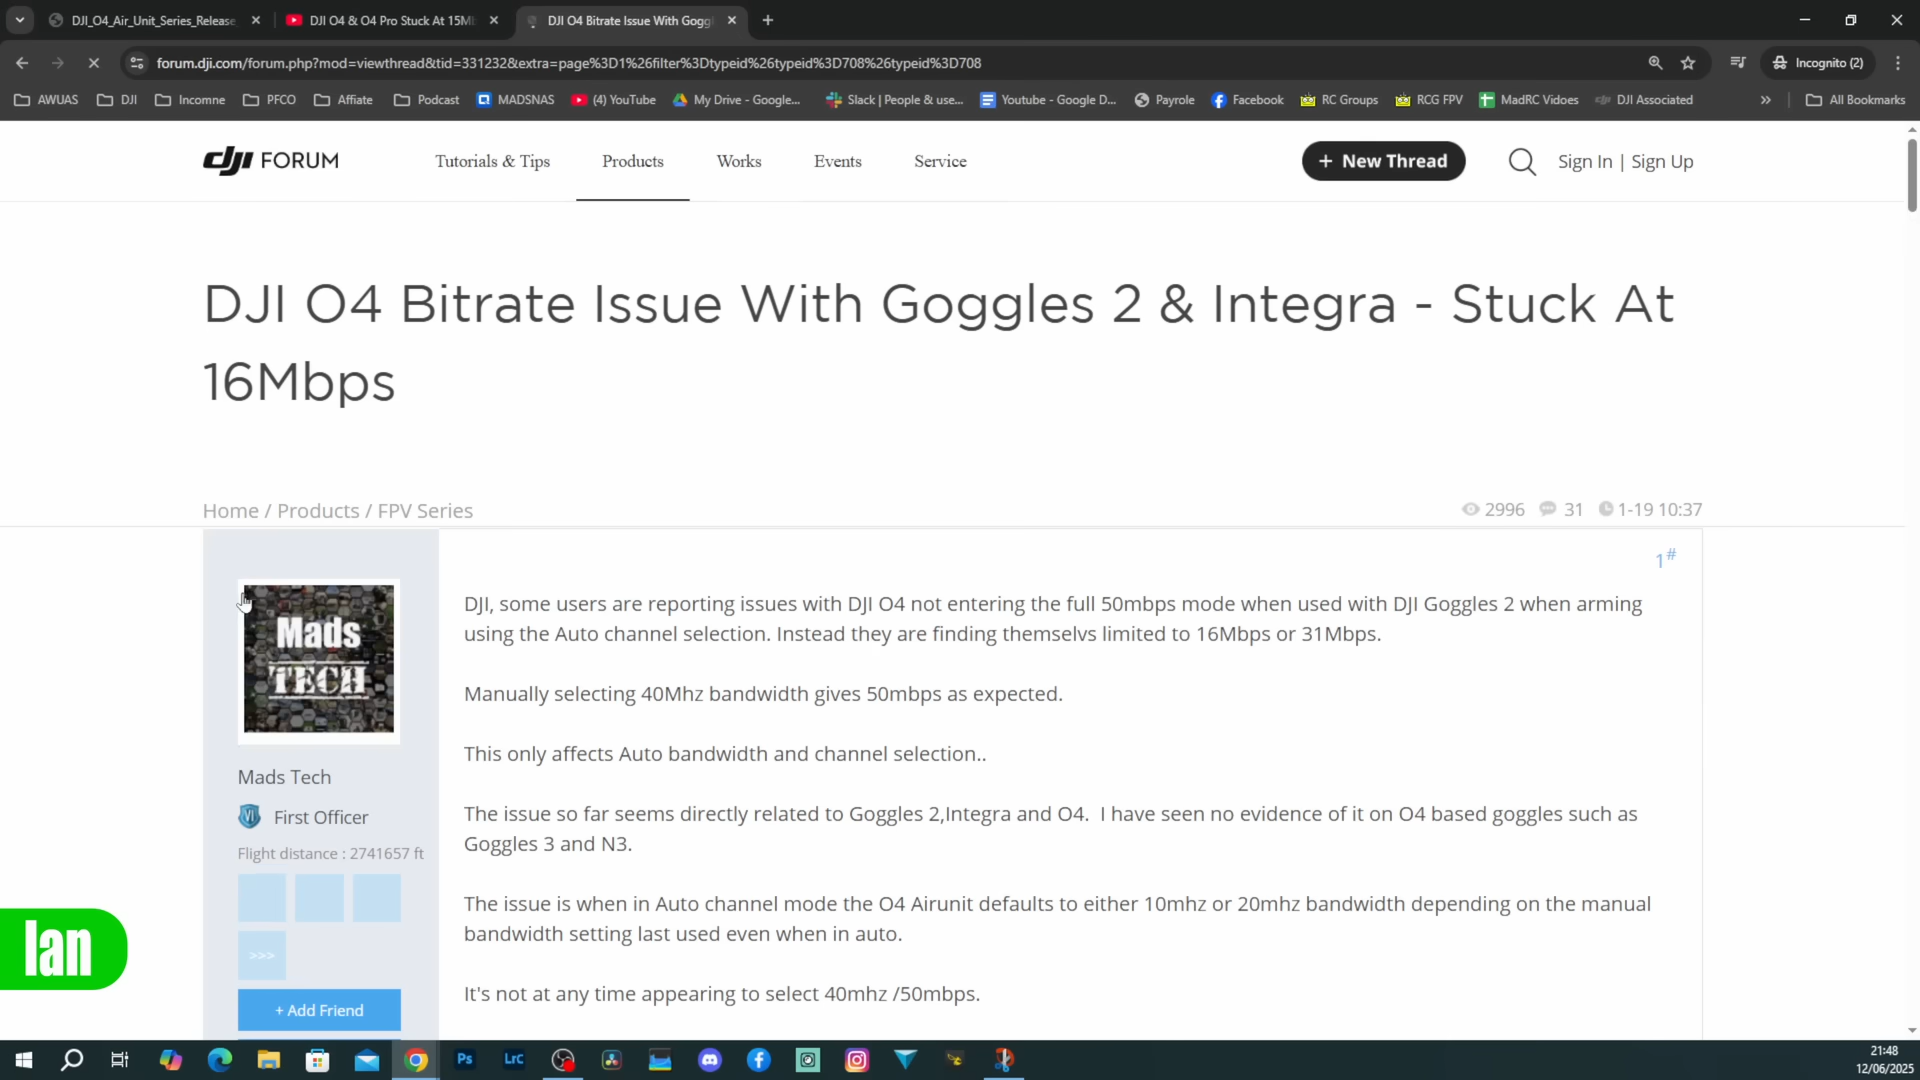 DJI_O4_Air_Unit_Series_Release
DJI O4 & O4 Pro Stuck At 15M
DJI O4 Bitrate Issue With Gogg
forum.dji.com/forum.php?mod=viewthread&tid=331232&extra=page%3D1%26filter%3Dtypeid%26typeid%3D708%26typeid%3D708
Incognito (2)
AWUAS DJI Incomne PFCO Affiate Podcast MADSNAS (4) YouTube My Drive - Google... Slack | People & use... Youtube - Google D... Payrole Facebook RC Groups RCG FPV MadRC Vidoes DJI Associated » All Bookmarks
dji FORUM Tutorials & Tips Products Works Events Service + New Thread Sign In | Sign Up
DJI O4 Bitrate Issue With Goggles 2 & Integra - Stuck At
16Mbps
Home / Products / FPV Series 2996 31 1-19 10:37
1#
Mads
TECH
Mads Tech
VI First Officer
Flight distance : 2741657 ft
>>>
+ Add Friend
DJI, some users are reporting issues with DJI O4 not entering the full 50mbps mode when used with DJI Goggles 2 when arming
using the Auto channel selection. Instead they are finding themselvs limited to 16Mbps or 31Mbps.
Manually selecting 40Mhz bandwidth gives 50mbps as expected.
This only affects Auto bandwidth and channel selection..
The issue so far seems directly related to Goggles 2,Integra and O4.  I have seen no evidence of it on O4 based goggles such as
Goggles 3 and N3.
The issue is when in Auto channel mode the O4 Airunit defaults to either 10mhz or 20mhz bandwidth depending on the manual
bandwidth setting last used even when in auto.
It's not at any time appearing to select 40mhz /50mbps.
Ian
Ps LrC
21:48
12/06/2025